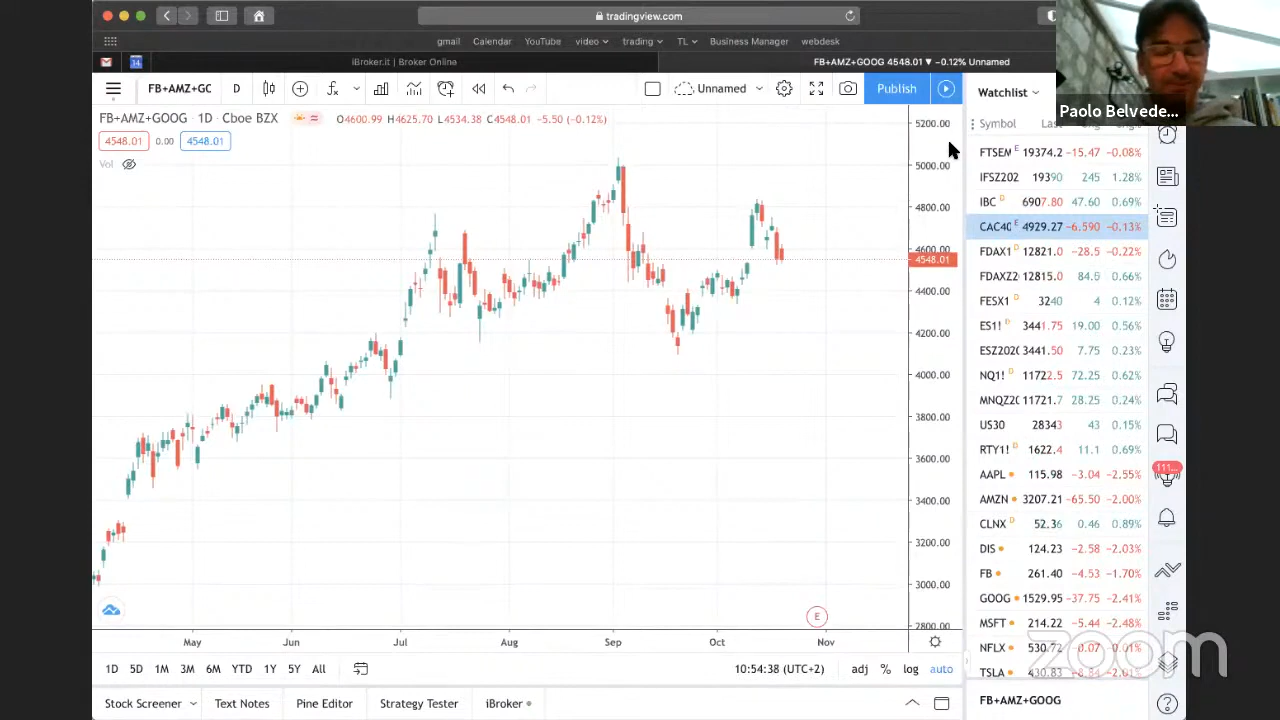 tradingview.com
gmail Calendar YouTube video trading TL Business Manager webdesk
iBroker.it | Broker Online
FB+AMZ+GOOG 4548.01 ▼ −0.12% Unnamed
Paolo Belvede...
FB+AMZ+GC D Unnamed Publish
Watchlist
FB+AMZ+GOOG · 1D · Cboe BZX O4600.99 H4625.70 L4534.38 C4548.01 −5.50 (−0.12%)
4548.01 0.00 4548.01
Vol
Symbol Last
5200.00
5000.00
4800.00
4600.00
4548.01
4400.00
4200.00
4000.00
3800.00
3600.00
3400.00
3200.00
3000.00
2800.00
FTSEM E 19374.2 −15.47 −0.08%
IFSZ202 19390 245 1.28%
IBC D 6907.80 47.60 0.69%
CAC40 E 4929.27 −6.590 −0.13%
FDAX1 D 12821.0 −28.5 −0.22%
FDAXZ2 12815.0 84.5 0.66%
FESX1 D 3240 4 0.12%
ES1! D 3441.75 19.00 0.56%
ESZ202 3441.50 7.75 0.23%
NQ1! D 11722.5 72.25 0.62%
MNQZ2 11721.7 28.25 0.24%
US30 28343 43 0.15%
RTY1! D 1622.4 11.1 0.69%
AAPL 115.98 −3.04 −2.55%
AMZN 3207.21 −65.50 −2.00%
CLNX D 52.36 0.46 0.89%
DIS 124.23 −2.58 −2.03%
FB 261.40 −4.53 −1.70%
GOOG 1529.95 −37.75 −2.41%
MSFT 214.22 −5.44 −2.48%
NFLX 530.72 −0.07 −0.01%
TSLA 430.83 −8.84 −2.01%
111...
E
May Jun Jul Aug Sep Oct Nov
1D 5D 1M 3M 6M YTD 1Y 5Y All
10:54:38 (UTC+2) adj % log auto
zoom
Stock Screener Text Notes Pine Editor Strategy Tester iBroker
FB+AMZ+GOOG